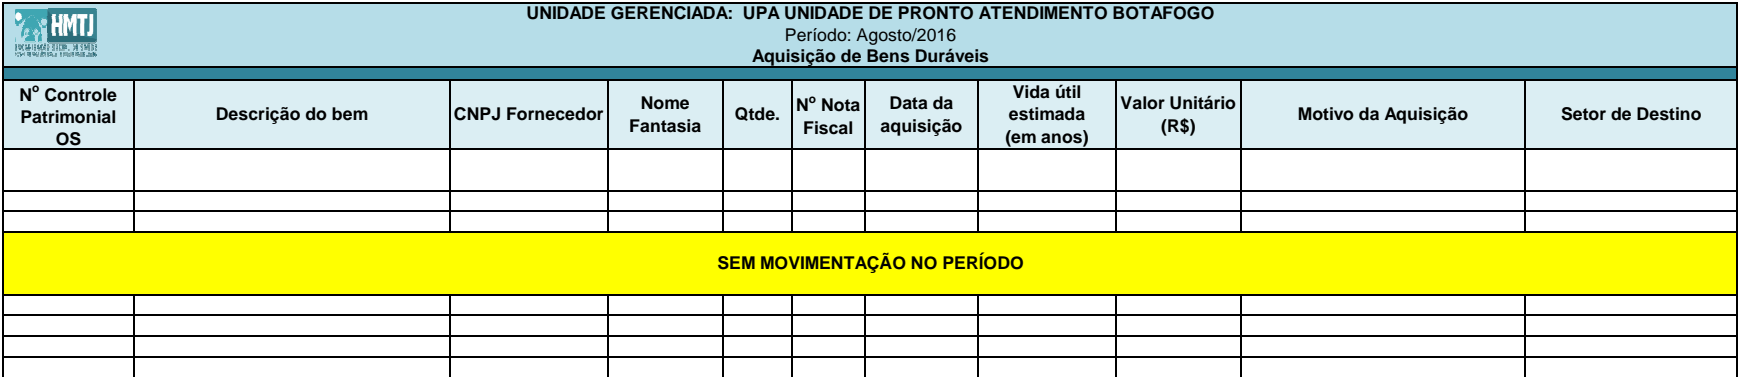 HMTJ
UNIDADE GERENCIADA: UPA UNIDADE DE PRONTO ATENDIMENTO BOTAFOGO
Período: Agosto/2016
Aquisição de Bens Duráveis
Nº Controle
Patrimonial
OS
Descrição do bem
CNPJ Fornecedor
Nome
Fantasia
Qtde.
Nº Nota
Fiscal
Data da
aquisição
Vida útil
estimada
(em anos)
Valor Unitário
(R$)
Motivo da Aquisição
Setor de Destino
SEM MOVIMENTAÇÃO NO PERÍODO